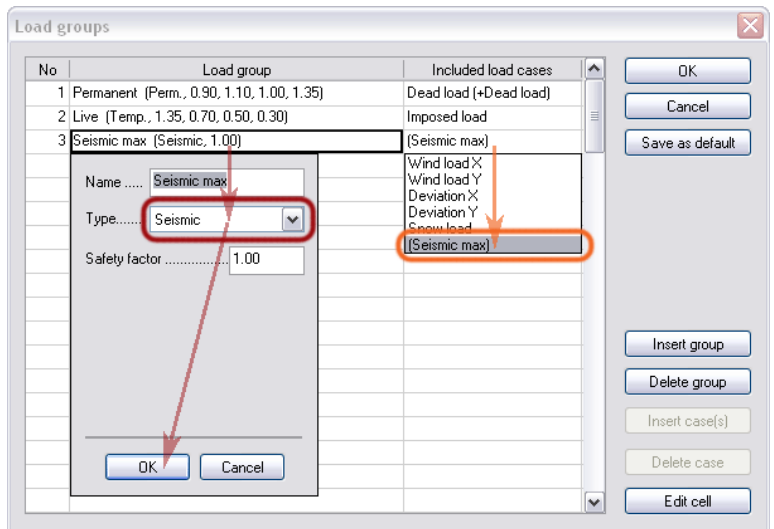 Load groups
No Load group Included load cases
1 Permanent (Perm., 0.90, 1.10, 1.00, 1.35) Dead load (+Dead load)
2 Live (Temp., 1.35, 0.70, 0.50, 0.30) Imposed load
3 Seismic max (Seismic, 1.00) (Seismic max)
Name ..... Seismic max
Type....... Seismic
Safety factor ................. 1.00
OK Cancel
Wind load X
Wind load Y
Deviation X
Deviation Y
Snow load
(Seismic max)
OK
Cancel
Save as default
Insert group
Delete group
Insert case(s)
Delete case
Edit cell